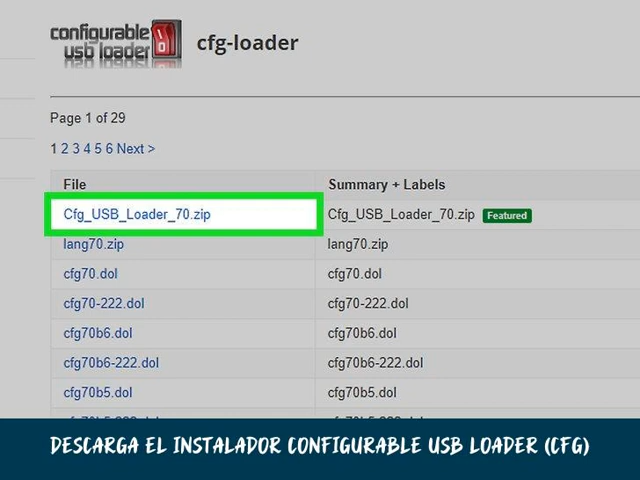 configurable
usb loader
cfg-loader
Page 1 of 29
1 2 3 4 5 6 Next >
File Summary + Labels
Cfg_USB_Loader_70.zip Cfg_USB_Loader_70.zip Featured
lang70.zip lang70.zip
cfg70.dol cfg70.dol
cfg70-222.dol cfg70-222.dol
cfg70b6.dol cfg70b6.dol
cfg70b6-222.dol cfg70b6-222.dol
cfg70b5.dol cfg70b5.dol
DESCARGA EL INSTALADOR CONFIGURABLE USB LOADER (CFG)